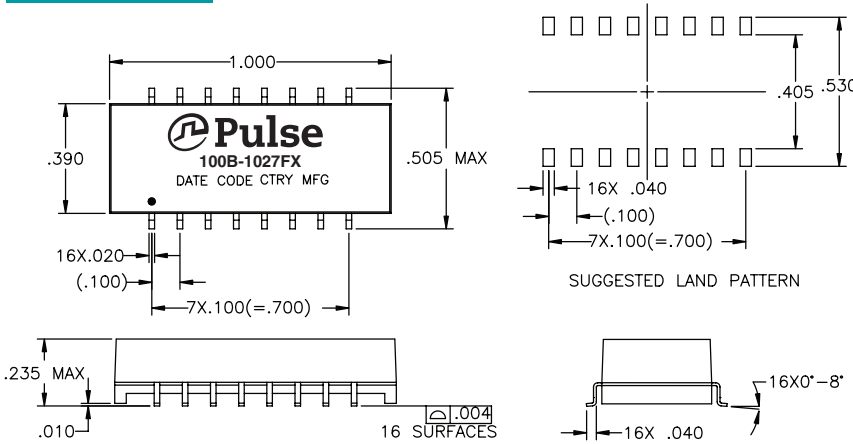 1.000
.390
Pulse
100B-1027FX
DATE CODE CTRY MFG
.505 MAX
16X.020
(.100)
7X.100(=.700)
.405
.530
16X .040
(.100)
7X.100(=.700)
SUGGESTED LAND PATTERN
.235 MAX
.010
.004
16 SURFACES
16X0°-8°
16X .040